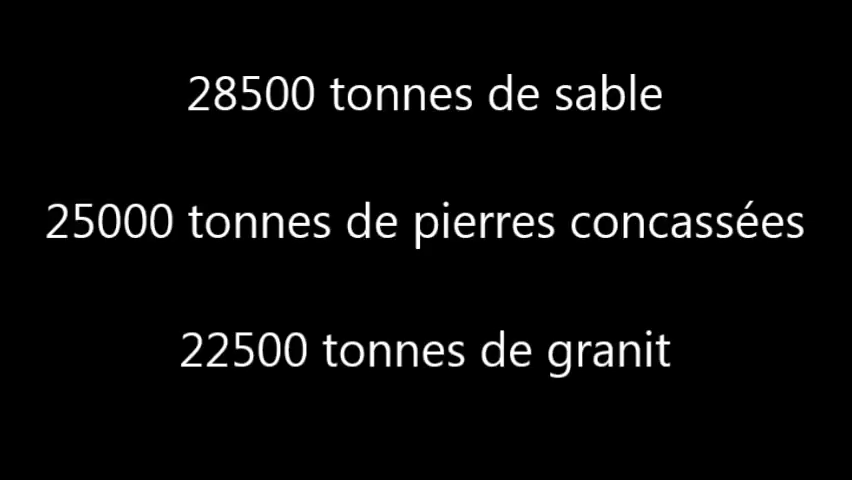 28500 tonnes de sable
25000 tonnes de pierres concassées
22500 tonnes de granit